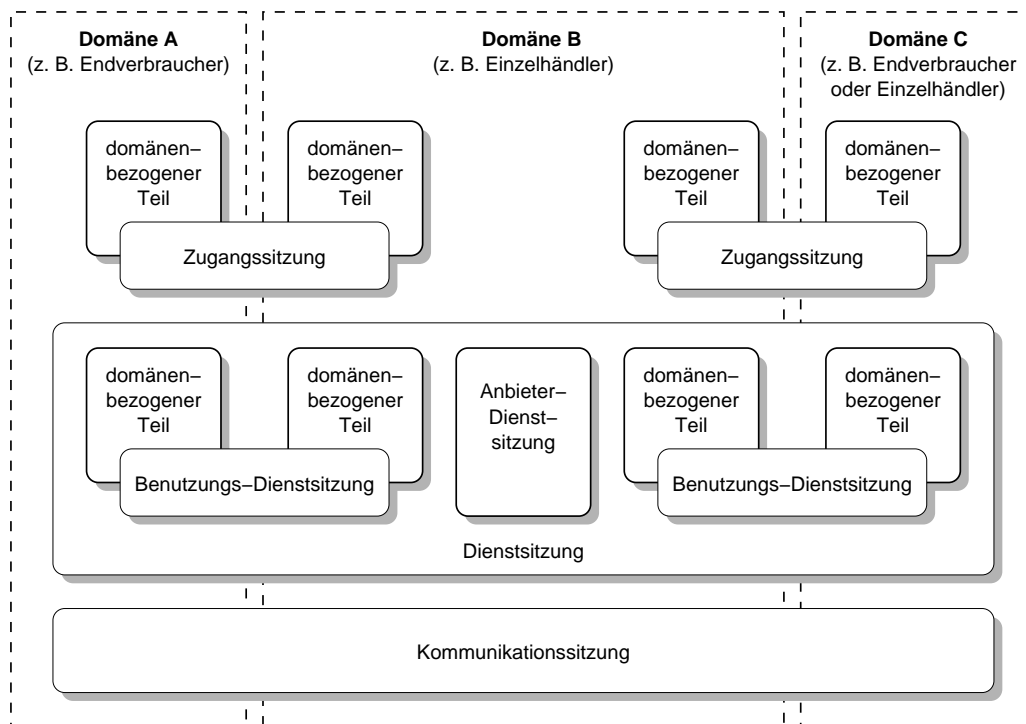 Domäne A
(z. B. Endverbraucher)
Domäne B
(z. B. Einzelhändler)
Domäne C
(z. B. Endverbraucher
oder Einzelhändler)
domänen–
bezogener
Teil
domänen–
bezogener
Teil
domänen–
bezogener
Teil
domänen–
bezogener
Teil
Zugangssitzung
Zugangssitzung
domänen–
bezogener
Teil
domänen–
bezogener
Teil
Anbieter–
Dienst–
sitzung
domänen–
bezogener
Teil
domänen–
bezogener
Teil
Benutzungs–Dienstsitzung
Benutzungs–Dienstsitzung
Dienstsitzung
Kommunikationssitzung